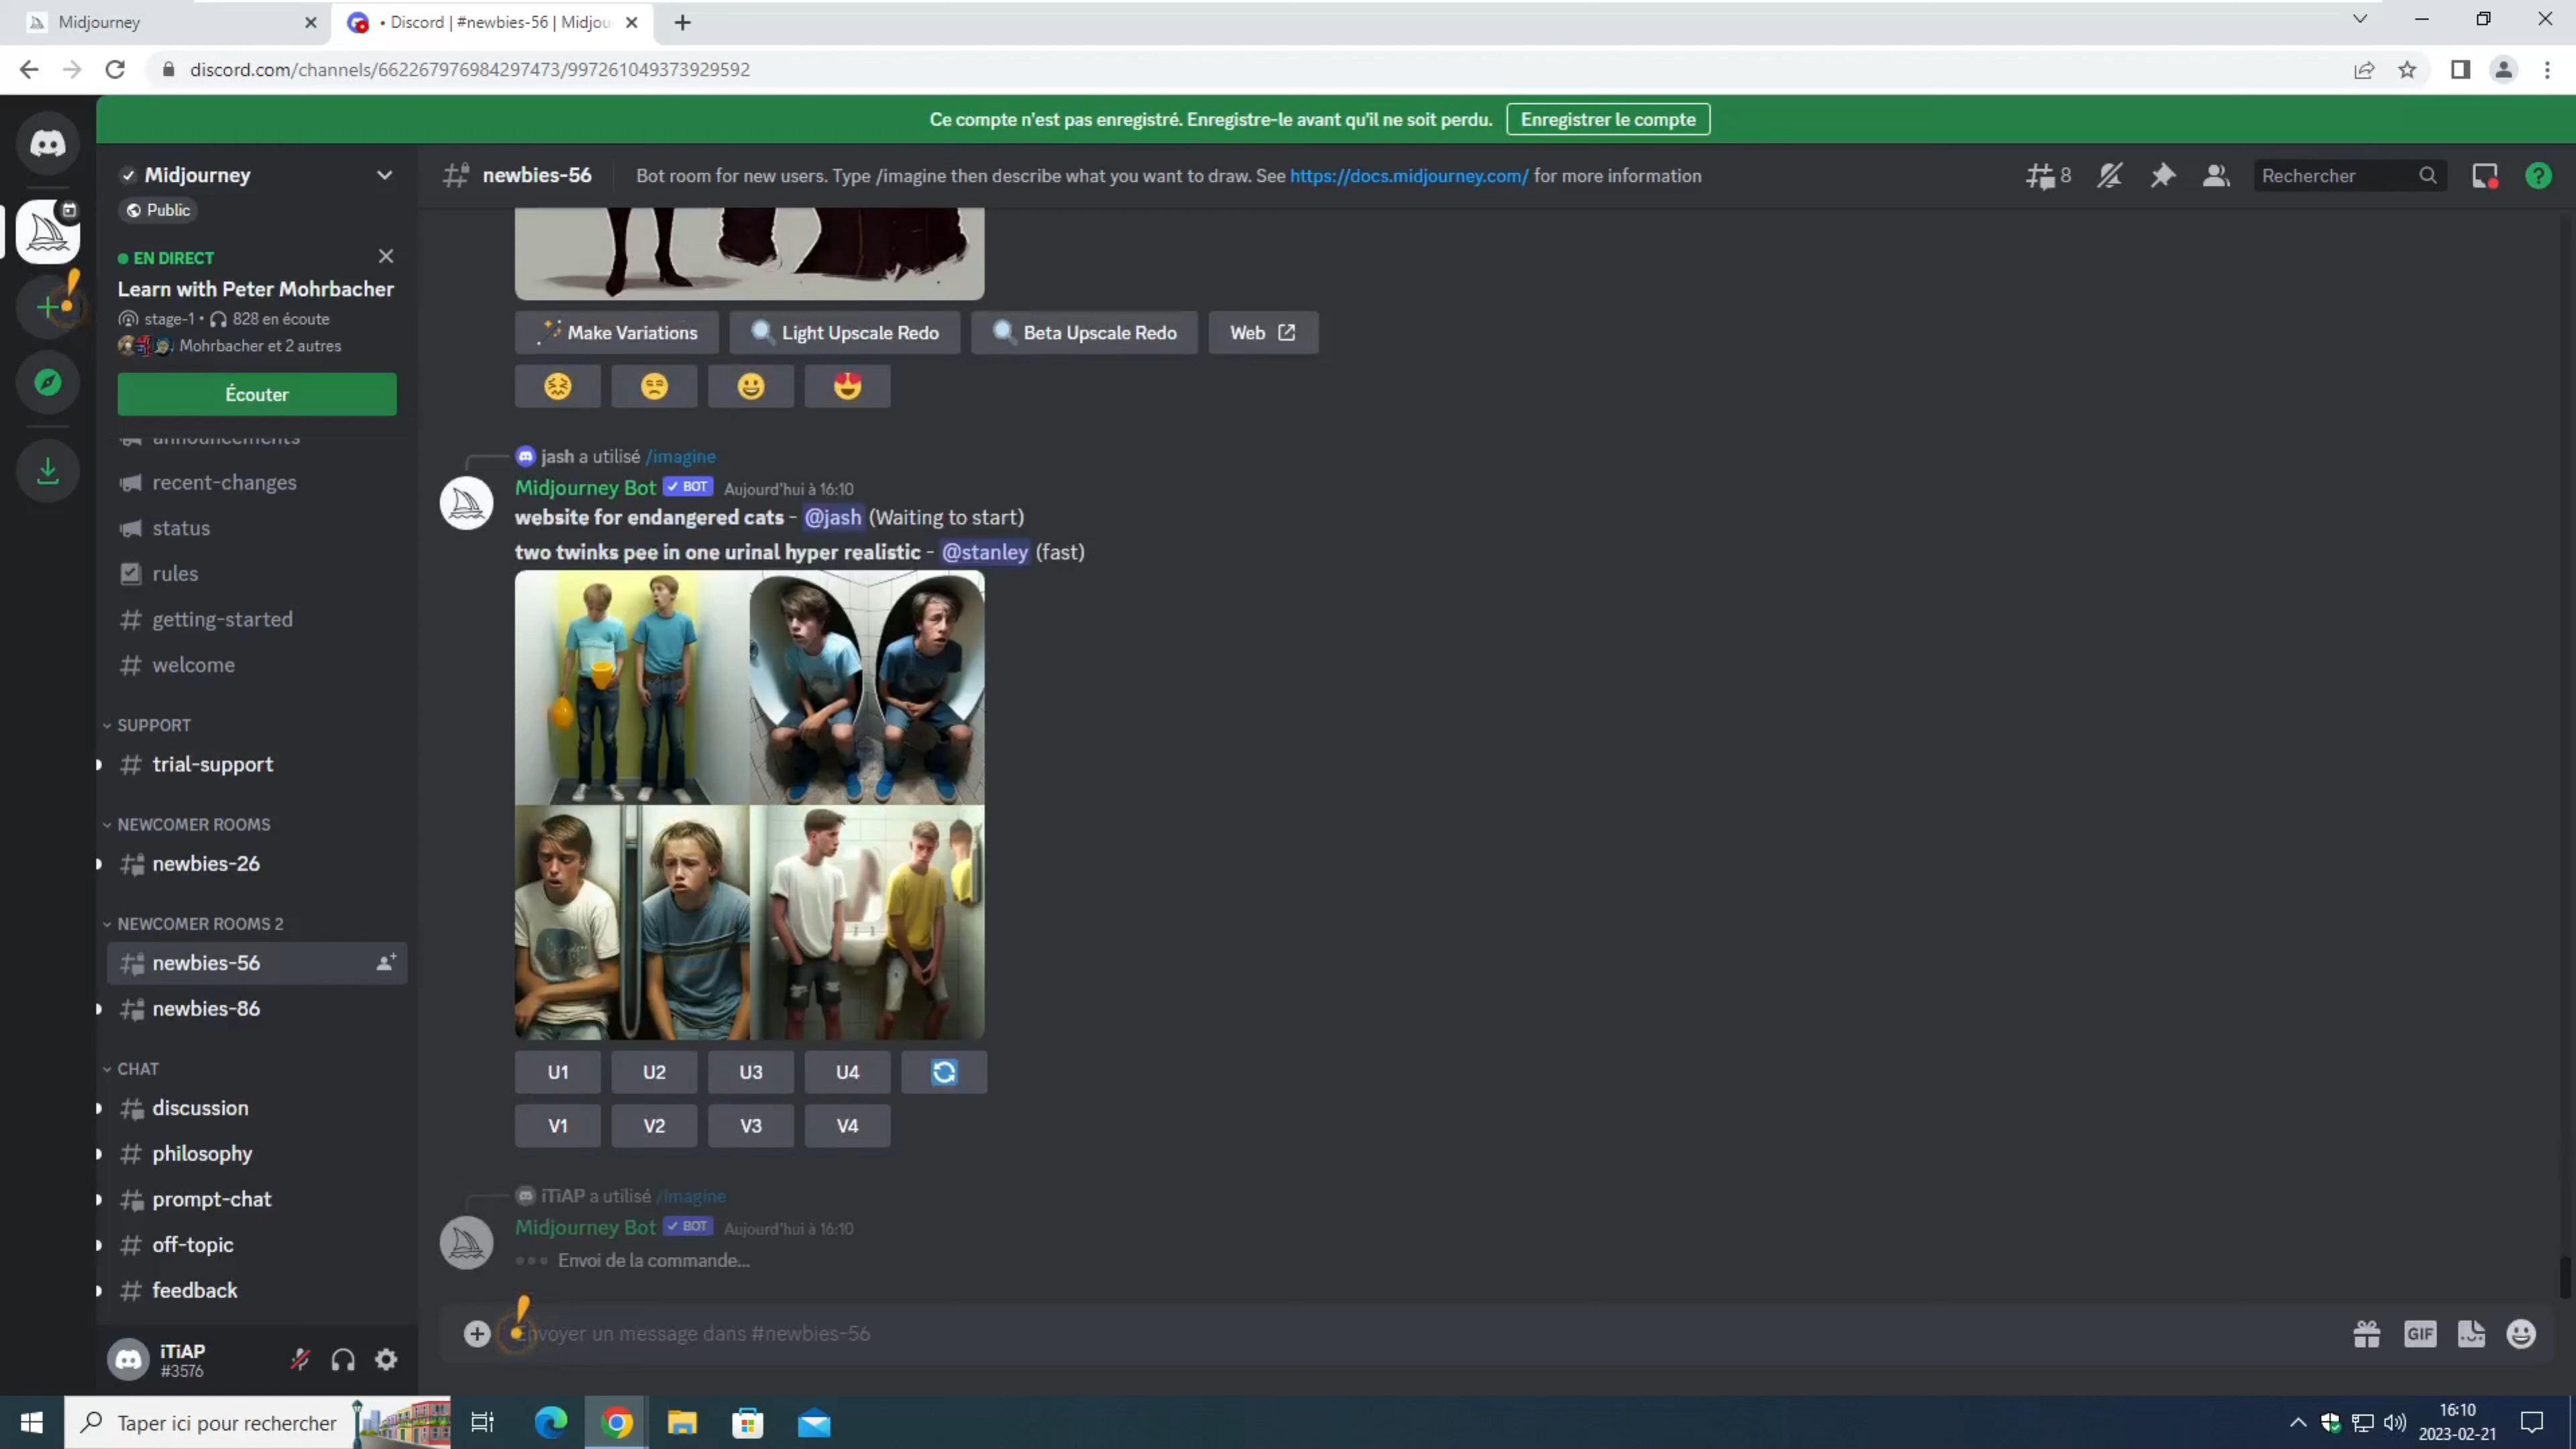 Midjourney
• Discord | #newbies-56 | Midjou
discord.com/channels/662267976984297473/997261049373929592
Ce compte n'est pas enregistré. Enregistre-le avant qu'il ne soit perdu.
Enregistrer le compte
Midjourney
Public
EN DIRECT
Learn with Peter Mohrbacher
stage-1 • 828 en écoute
Mohrbacher et 2 autres
Écouter
announcements
recent-changes
status
rules
getting-started
welcome
SUPPORT
trial-support
NEWCOMER ROOMS
newbies-26
NEWCOMER ROOMS 2
newbies-56
newbies-86
CHAT
discussion
philosophy
prompt-chat
off-topic
feedback
iTiAP
#3576
newbies-56
Bot room for new users. Type /imagine then describe what you want to draw. See https://docs.midjourney.com/ for more information
8
Rechercher
Make Variations
Light Upscale Redo
Beta Upscale Redo
Web
jash a utilisé /imagine
Midjourney Bot BOT Aujourd'hui à 16:10
website for endangered cats - @jash (Waiting to start)
two twinks pee in one urinal hyper realistic - @stanley (fast)
U1 U2 U3 U4
V1 V2 V3 V4
iTiAP a utilisé /imagine
Midjourney Bot BOT Aujourd'hui à 16:10
Envoi de la commande...
Envoyer un message dans #newbies-56
GIF
Taper ici pour rechercher
16:10
2023-02-21